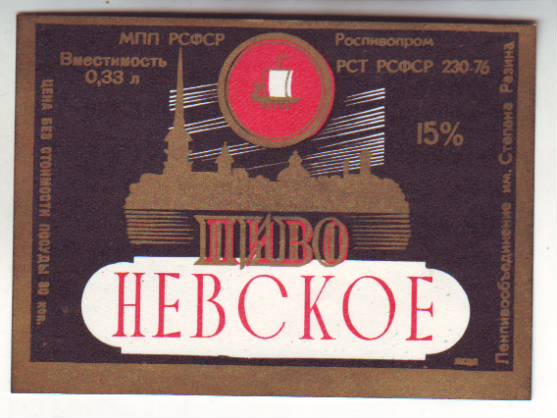 МПП РСФСР
Роспивопром
Вместимость
0,33 л
РСТ РСФСР 230-76
15%
ЦЕНА БЕЗ СТОИМОСТИ ПОСУДЫ 30 КОП.
Ленпивообъединение им. Степана Разина
ПИВО
НЕВСКОЕ